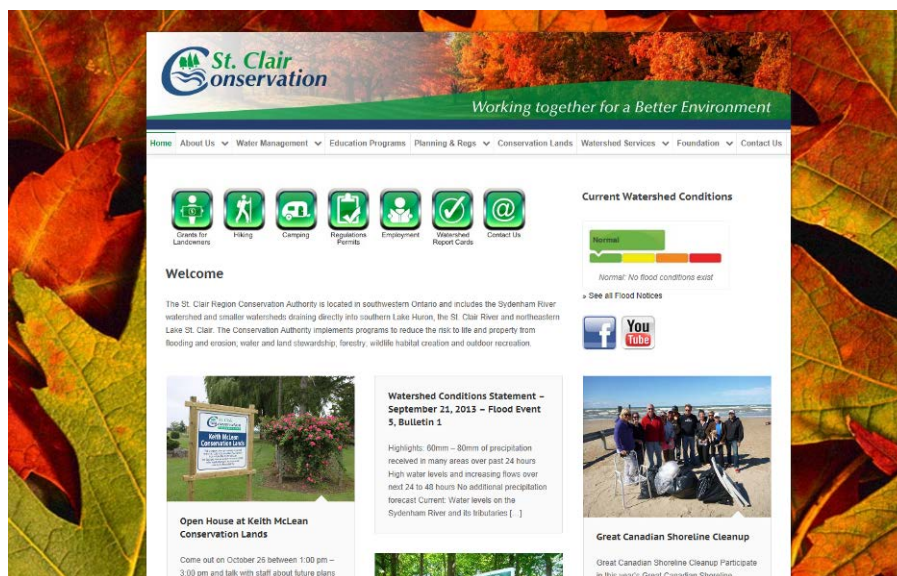 St. Clair
Conservation
Working together for a Better Environment
Home About Us Water Management Education Programs Planning & Regs Conservation Lands Watershed Services Foundation Contact Us
Grants for
Landowners
Hiking
Camping
Regulations
Permits
Employment
Watershed
Report Cards
Contact Us
Welcome
The St. Clair Region Conservation Authority is located in southwestern Ontario and includes the Sydenham River
watershed and smaller watersheds draining directly into southern Lake Huron, the St. Clair River and northeastern
Lake St. Clair. The Conservation Authority implements programs to reduce the risk to life and property from
flooding and erosion; water and land stewardship; forestry; wildlife habitat creation and outdoor recreation.
Current Watershed Conditions
Normal
Normal: No flood conditions exist
» See all Flood Notices
f
You
Tube
St. Clair
Conservation
Keith McLean
Conservation Lands
Open House at Keith McLean
Conservation Lands
Come out on October 26 between 1:00 pm –
3:00 pm and talk with staff about future plans
Watershed Conditions Statement –
September 21, 2013 – Flood Event
5, Bulletin 1
Highlights: 60mm – 80mm of precipitation
received in many areas over past 24 hours
High water levels and increasing flows over
next 24 to 48 hours No additional precipitation
forecast Current: Water levels on the
Sydenham River and its tributaries [...]
Great Canadian Shoreline Cleanup
Great Canadian Shoreline Cleanup Participate
in this year's Great Canadian Shoreline